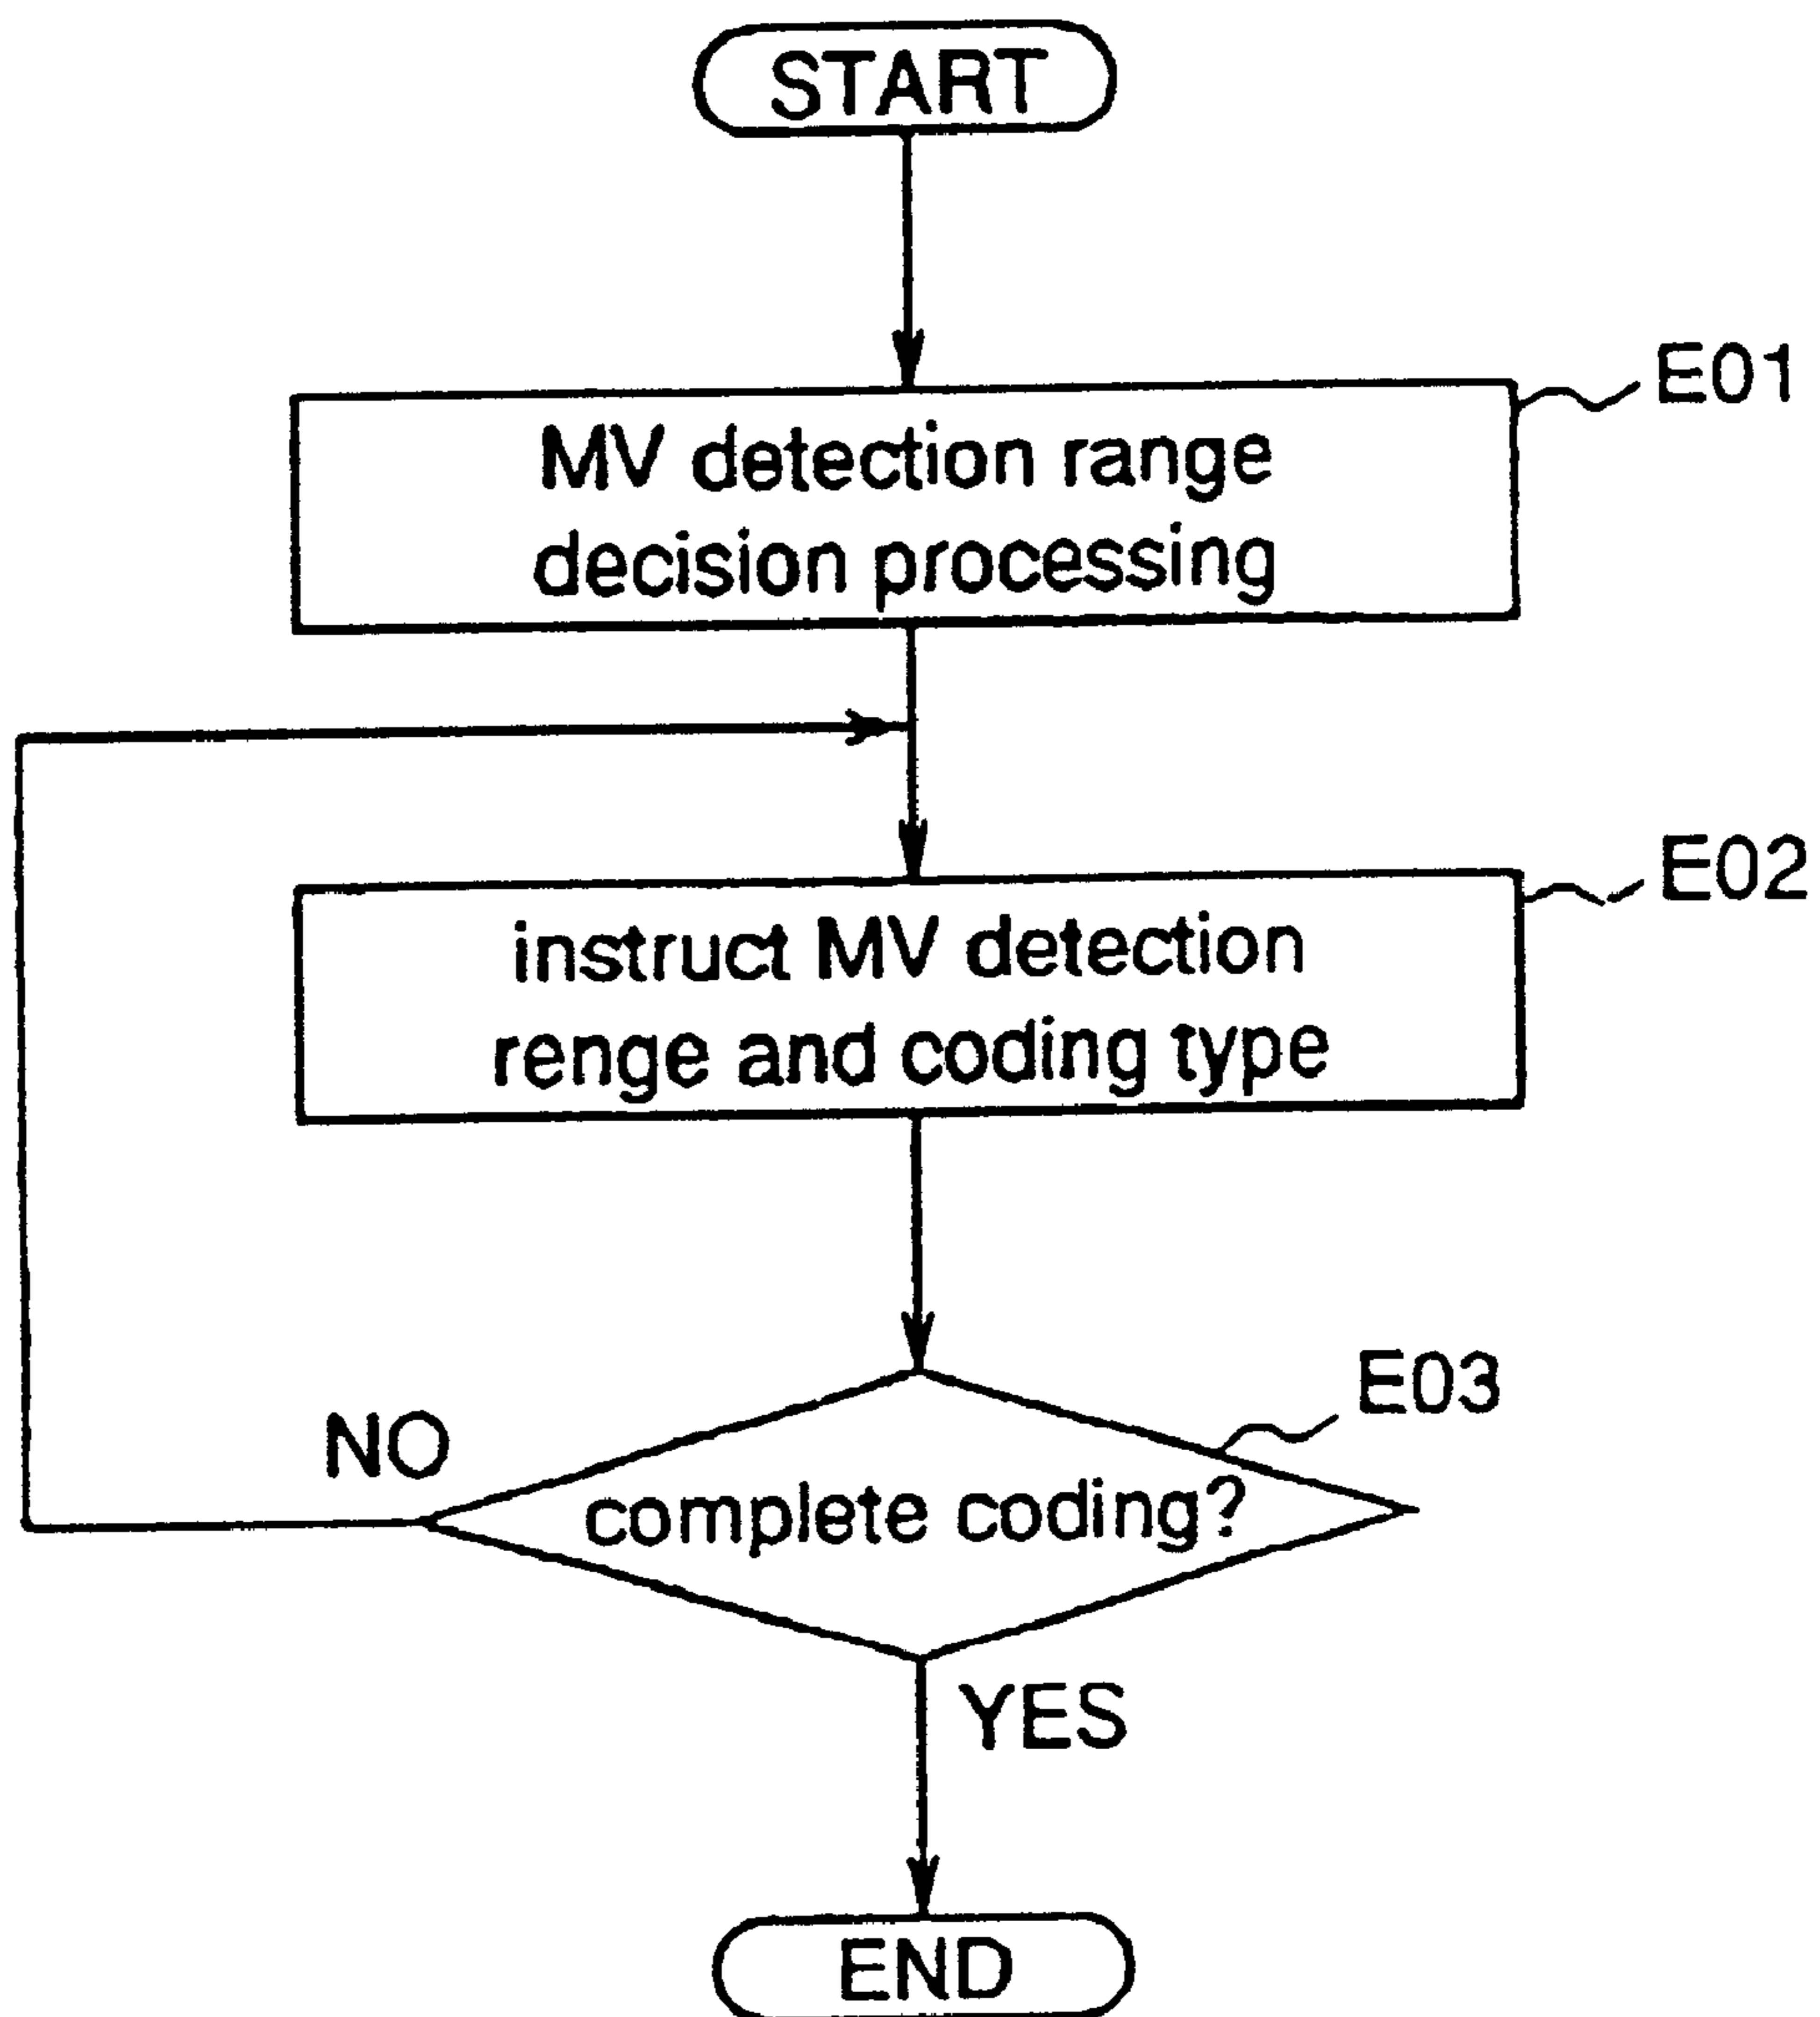 START
E01
MV detection range
decision processing
E02
instruct MV detection
renge and coding type
E03
NO
complete coding?
YES
END